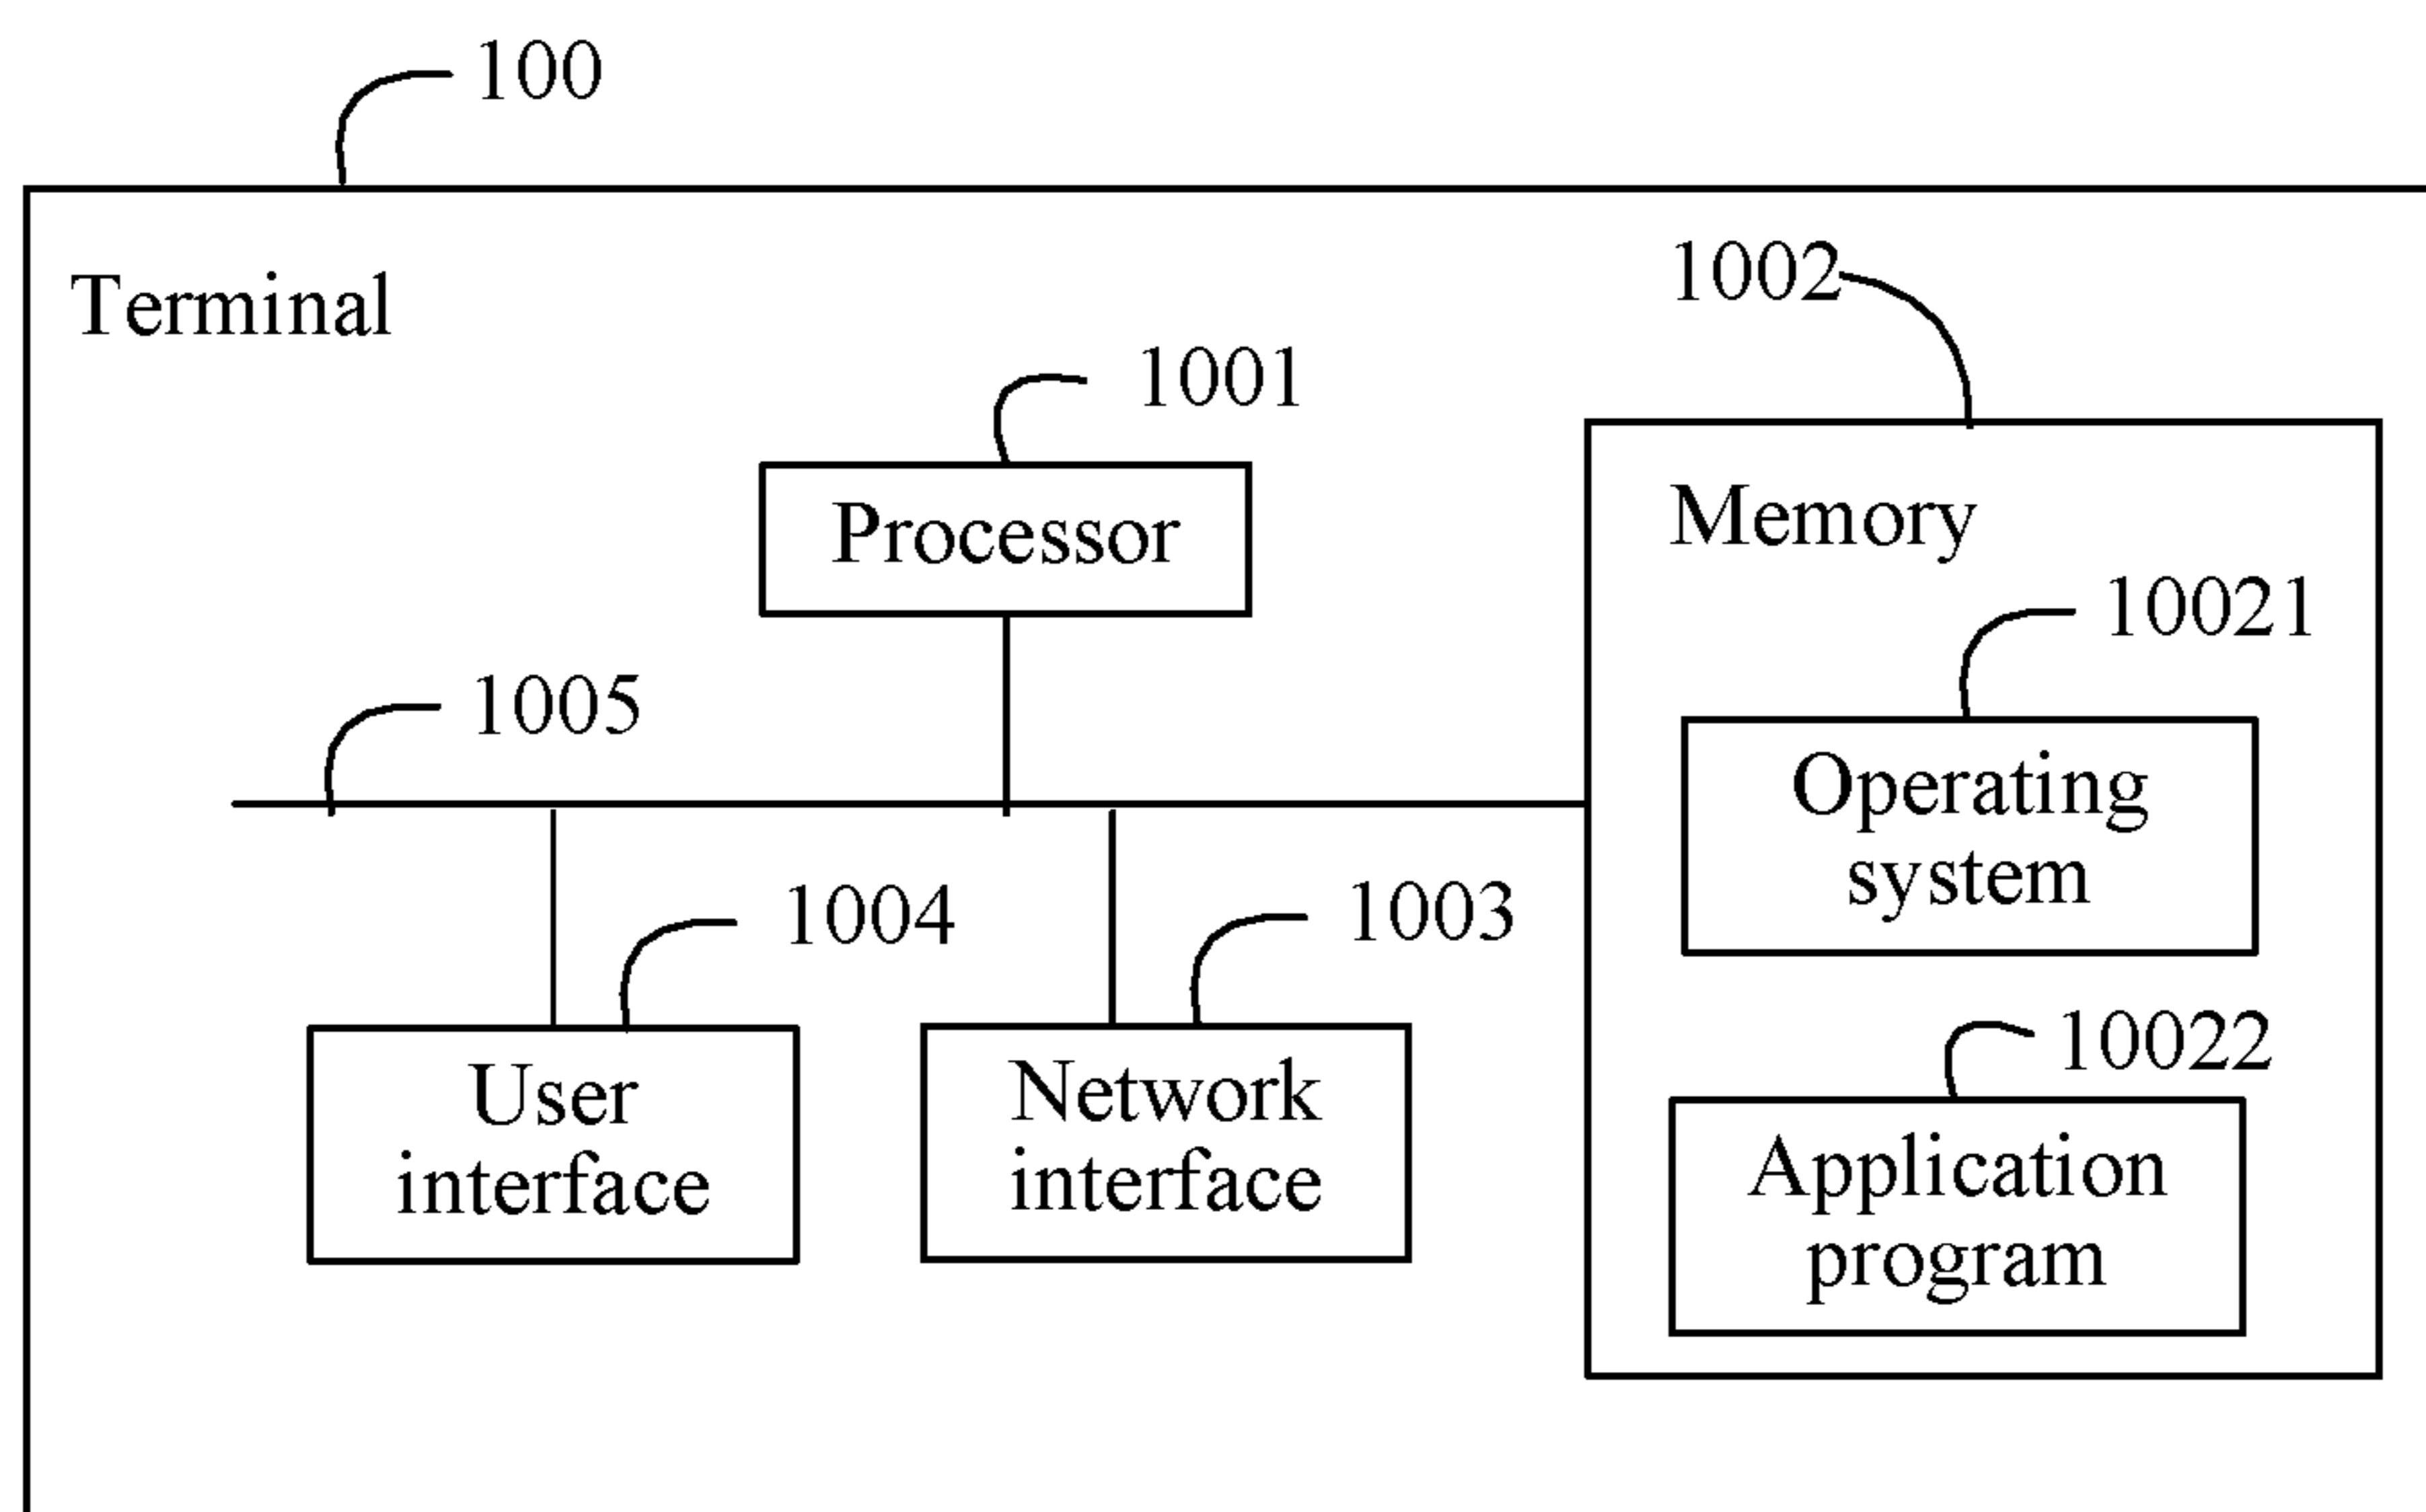 100
Terminal
1002
1001
Processor
Memory
10021
1005
Operating
system
1004
1003
10022
User
interface
Network
interface
Application
program